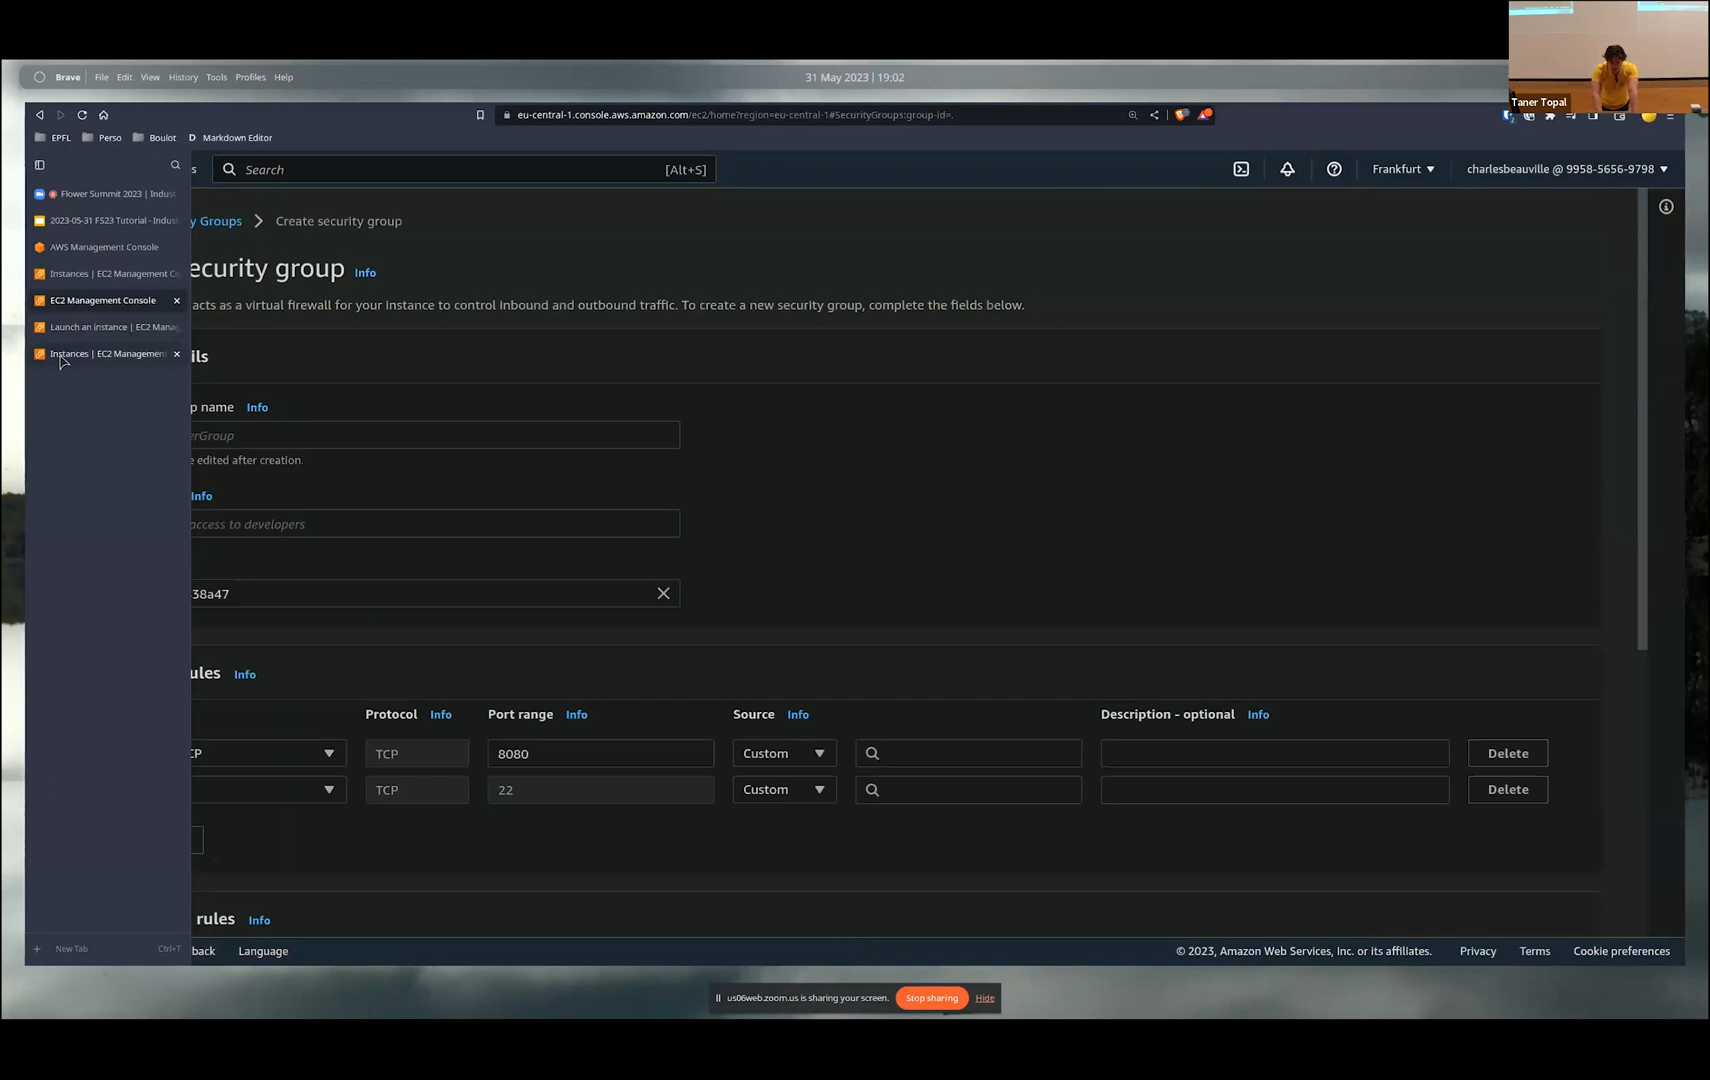 Taner Topal
Brave File Edit View History Tools Profiles Help
31 May 2023 | 19:02
eu-central-1.console.aws.amazon.com/ec2/home?region=eu-central-1#SecurityGroups:group-id=.
EPFL Perso Boulot D Markdown Editor
s Search [Alt+S] Frankfurt charlesbeauville @ 9958-5656-9798
Flower Summit 2023 | Indust
2023-05-31 FS23 Tutorial - Indus
AWS Management Console
Instances | EC2 Management Co
EC2 Management Console
Launch an instance | EC2 Manag
Instances | EC2 Management
y Groups Create security group
ecurity group Info
acts as a virtual firewall for your instance to control inbound and outbound traffic. To create a new security group, complete the fields below.
ils
p name Info
erGroup
e edited after creation.
Info
access to developers
38a47
ules Info
Protocol Info Port range Info Source Info Description - optional Info
CP TCP 8080 Custom Delete
TCP 22 Custom Delete
rules Info
New Tab Ctrl+T
back Language © 2023, Amazon Web Services, Inc. or its affiliates. Privacy Terms Cookie preferences
us06web.zoom.us is sharing your screen. Stop sharing Hide